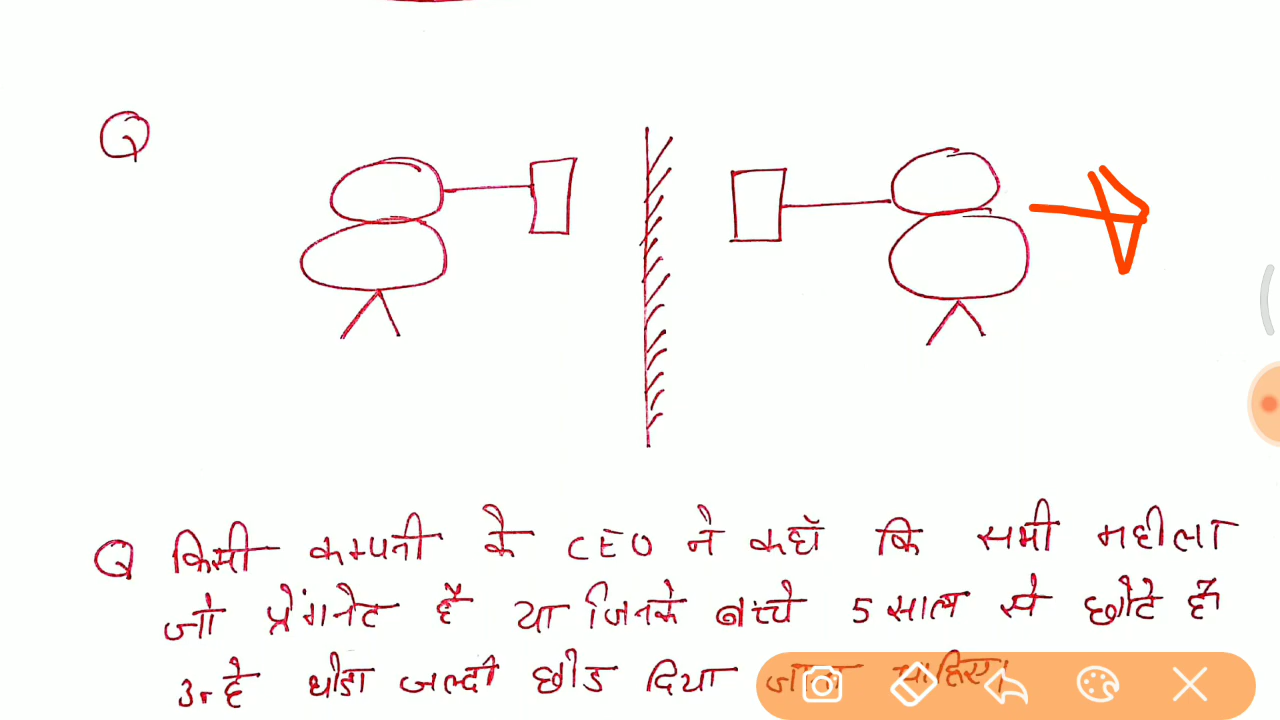 Q
Q किसी कम्पनी के CEO ने कहाँ कि सभी महीला
जो प्रेंगनेट है या जिनके बच्चे 5 साल से छोटे हैं
उन्हे थोडा जल्दी छोड दिया जाना चाहिए।